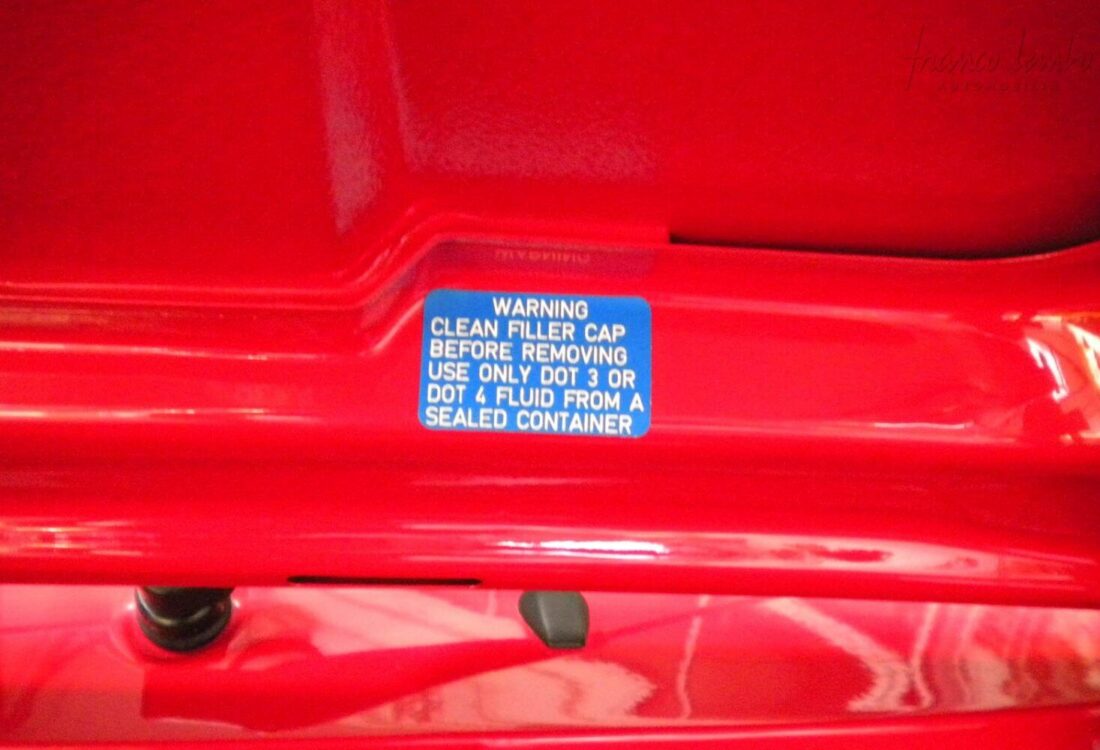 WARNING
CLEAN FILLER CAP
BEFORE REMOVING
USE ONLY DOT 3 OR
DOT 4 FLUID FROM A
SEALED CONTAINER